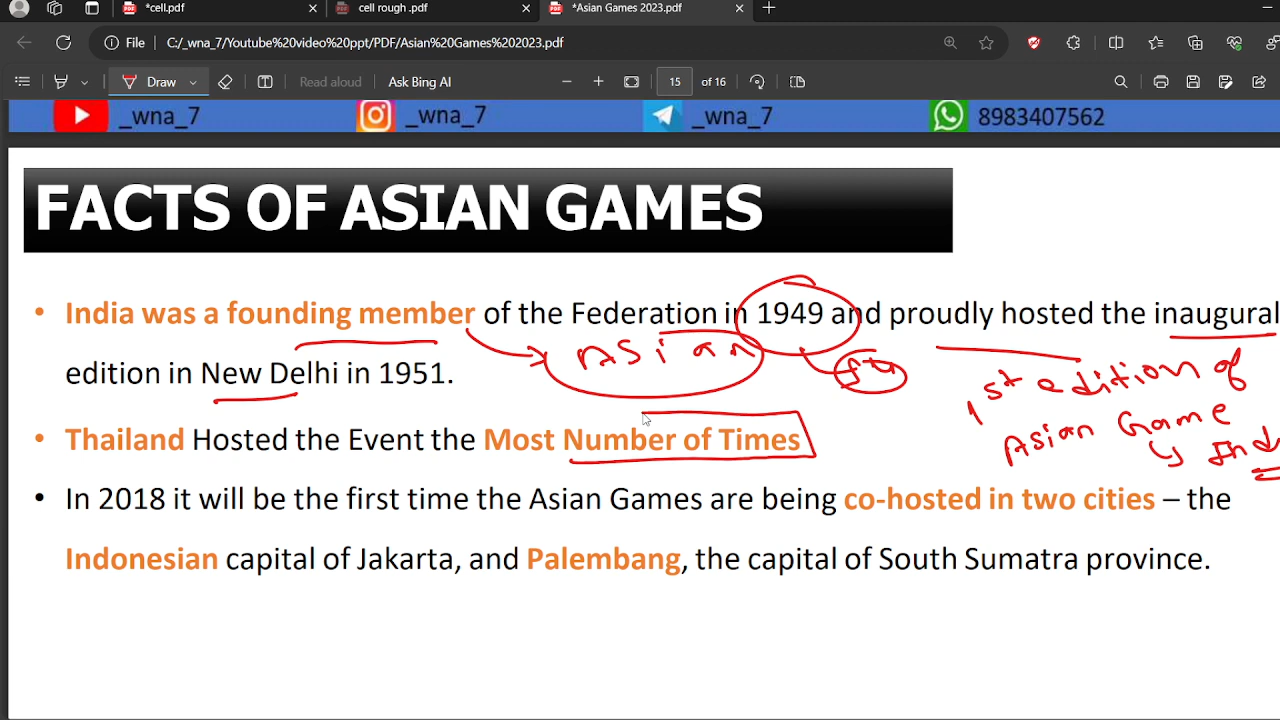 *cell.pdf
cell rough .pdf
*Asian Games 2023.pdf
File C:/_wna_7/Youtube%20video%20ppt/PDF/Asian%20Games%202023.pdf
Draw Read aloud Ask Bing AI 15 of 16
_wna_7 _wna_7 _wna_7 8983407562
FACTS OF ASIAN GAMES
• India was a founding member of the Federation in 1949 and proudly hosted the inaugural
Asian
edition in New Delhi in 1951.
1st edition of
Asian Game
• Thailand Hosted the Event the Most Number of Times
• In 2018 it will be the first time the Asian Games are being co-hosted in two cities – the
Indonesian capital of Jakarta, and Palembang, the capital of South Sumatra province.